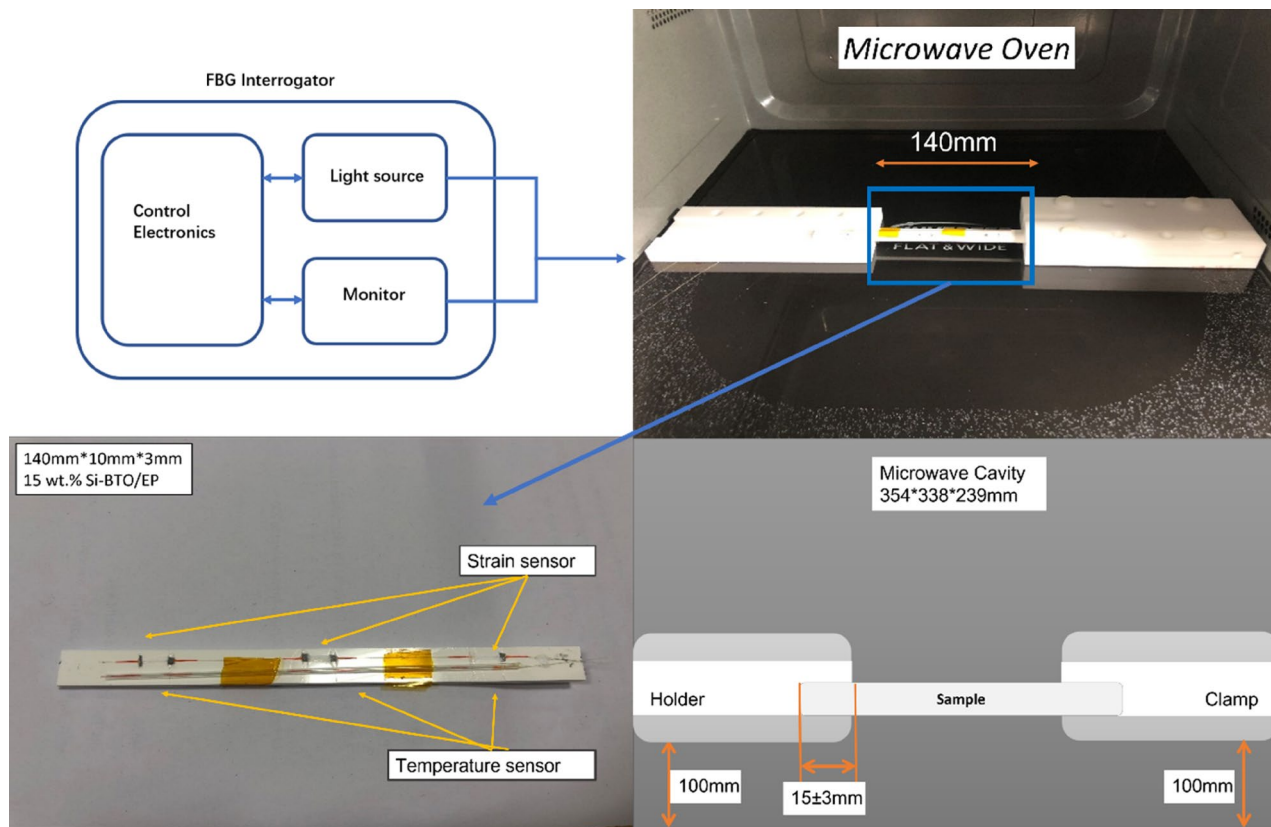 FBG Interrogator
Control
Electronics
Light source
Monitor
Microwave Oven
140mm
FLAT & WIDE
140mm*10mm*3mm
15 wt.% Si-BTO/EP
Strain sensor
Temperature sensor
Microwave Cavity
354*338*239mm
Holder
Sample
Clamp
100mm
15±3mm
100mm